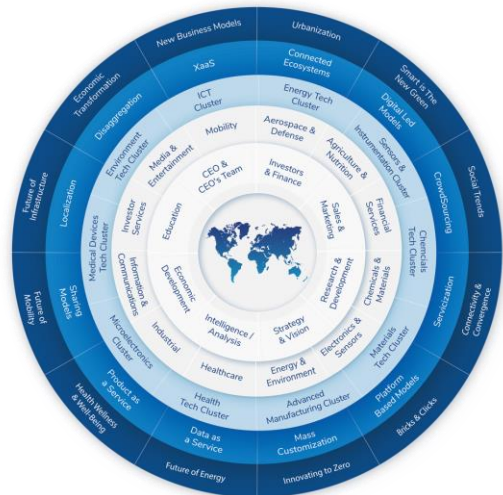 New Business Models
Urbanization
Smart is The
New Green
Social Trends
Connectivity &
Convergence
Bricks & Clicks
Innovating to Zero
Future of Energy
Health Wellness
& Well-Being
Future of
Mobility
Future of
Infrastructure
Economic
Transformation
XaaS
Connected
Ecosystems
Digital Led
Models
CrowdSourcing
Servicization
Platform
Based Models
Mass
Customization
Data as
a Service
Product as
a Service
Sharing
Models
Localization
Disaggregation
ICT
Cluster
Energy Tech
Cluster
Sensors &
Instrumentation Cluster
Chemcials
Tech Cluster
Materials
Tech Cluster
Advanced
Manufacturing Cluster
Health
Tech Cluster
Microelectronics
Cluster
Medical Devices
Tech Cluster
Environment
Tech Cluster
Mobility
Aerospace &
Defense
Agriculture &
Nutrition
Financial
Services
Chemicals
& Materials
Electronics &
Sensors
Energy &
Environment
Healthcare
Industrial
Information &
Communications
Investor
Services
Media &
Entertainment
CEO &
CEO's Team
Investors
& Finance
Sales &
Marketing
Research &
Development
Strategy
& Vision
Intelligence /
Analysis
Economic
Development
Education